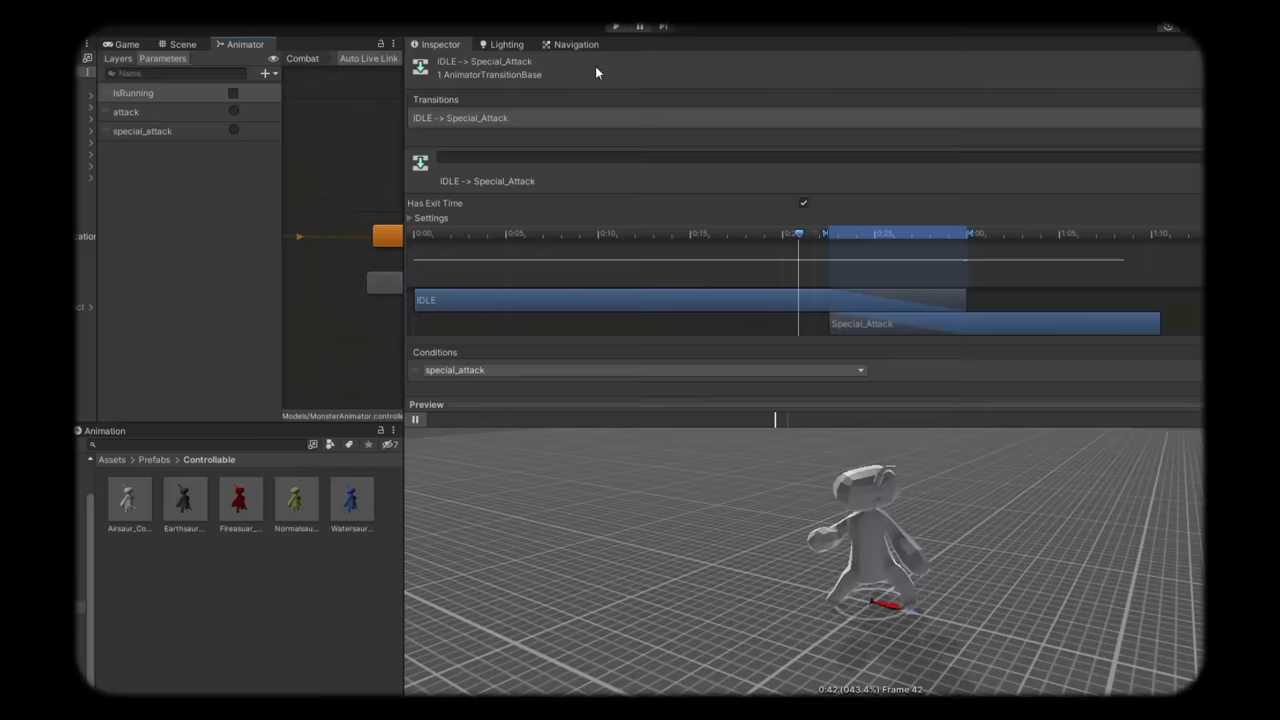 Game
Scene
Animator
Layers
Parameters
Combat
Auto Live Link
Name
IsRunning
attack
special_attack
Models/MonsterAnimator.controlle
Inspector
Lighting
Navigation
IDLE -> Special_Attack
1 AnimatorTransitionBase
Transitions
IDLE -> Special_Attack
IDLE -> Special_Attack
Has Exit Time
Settings
0:00
0:05
0:10
0:15
0:25
1:05
1:10
IDLE
Special_Attack
Conditions
special_attack
Preview
0:42 (043.4%) Frame 42
Animation
7
Assets > Prefabs > Controllable
Airsaur_Co...
Earthsaur...
Fireasuar_...
Normalsau...
Watersaur...